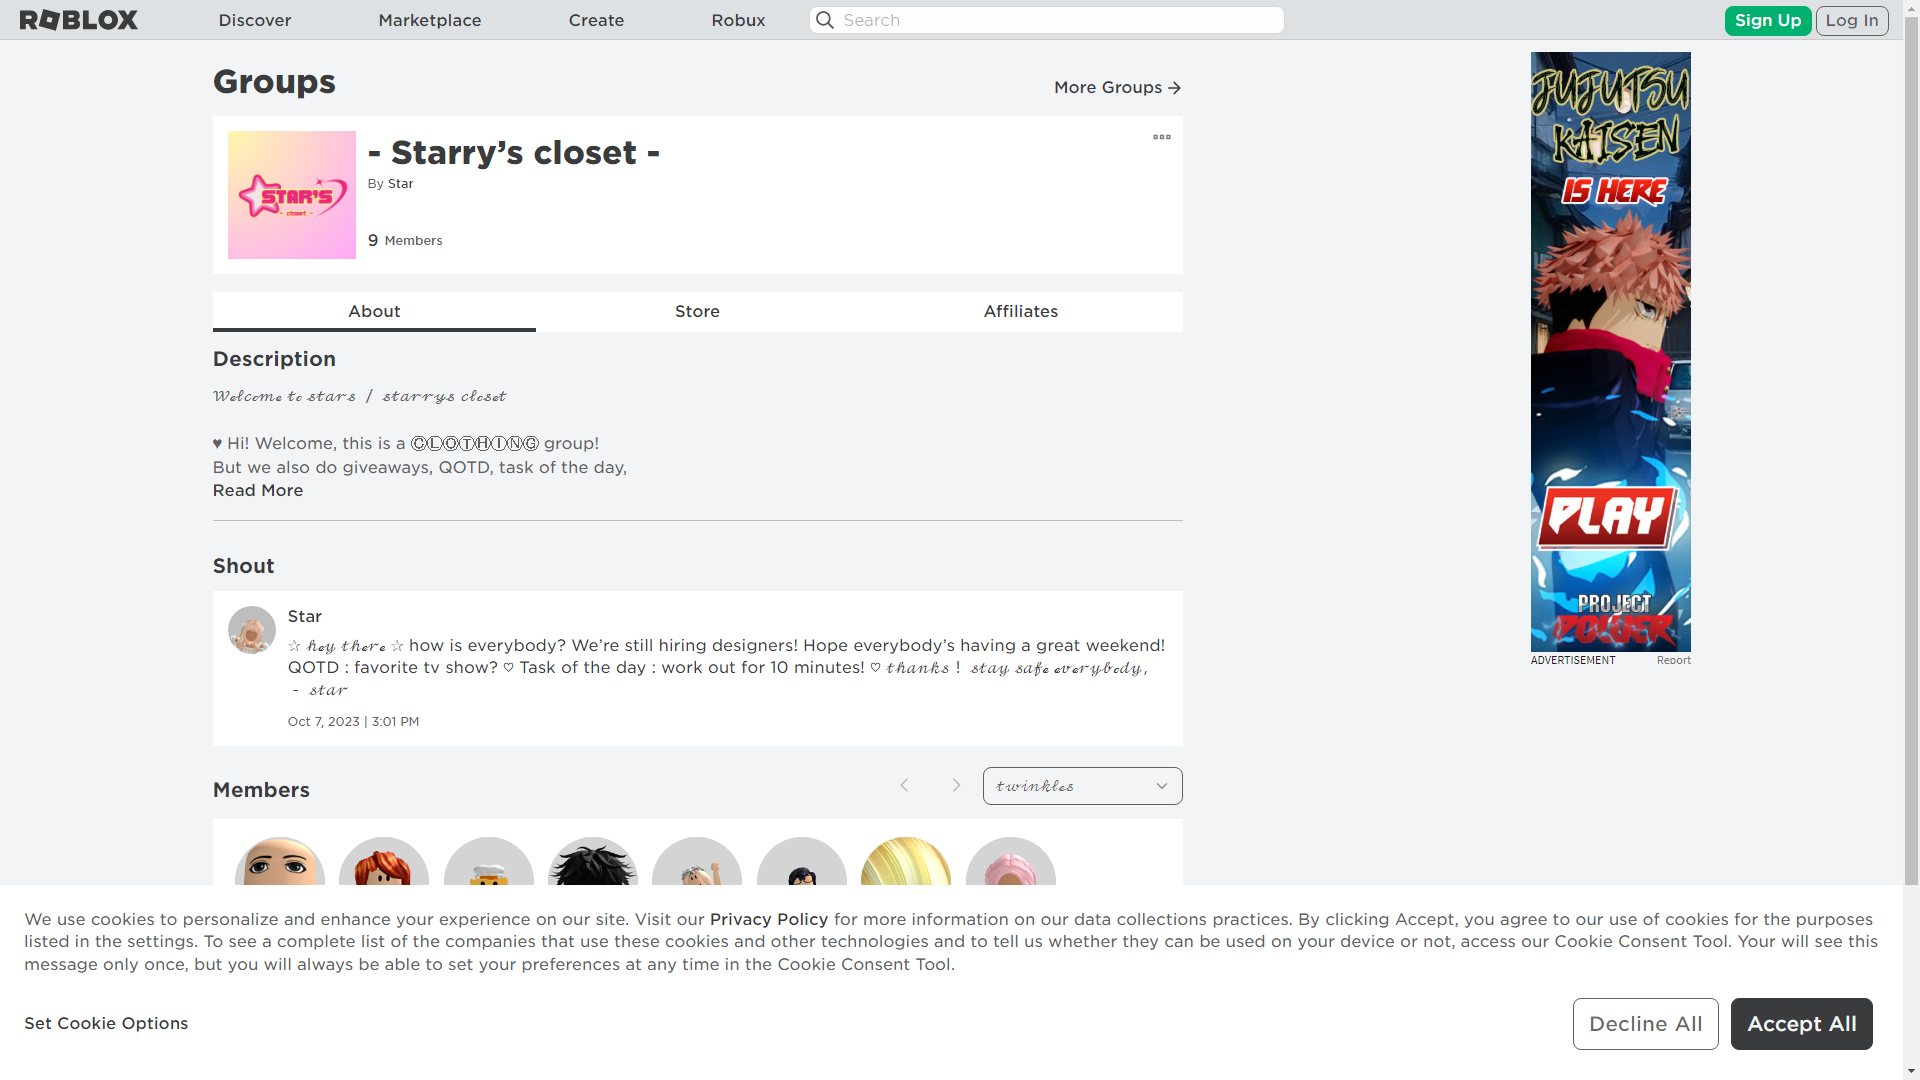 ROBLOX
Discover
Marketplace
Create
Robux
Search
Sign Up
Log In
Groups
More Groups →
STAR'S
- closet -
- Starry’s closet -
By Star
9 Members
About
Store
Affiliates
Description
𝓦𝓮𝓵𝓬𝓸𝓶𝓮 𝓽𝓸 𝓼𝓽𝓪𝓻𝓼 / 𝓼𝓽𝓪𝓻𝓻𝔂𝓼 𝓬𝓵𝓸𝓼𝓮𝓽
♥ Hi! Welcome, this is a ⒸⓁⓄⓉⒽⒾⓃⒼ group!
But we also do giveaways, QOTD, task of the day,
Read More
Shout
Star
☆ 𝓱𝓮𝔂 𝓽𝓱𝓮𝓻𝓮 ☆ how is everybody? We’re still hiring designers! Hope everybody’s having a great weekend!
QOTD : favorite tv show? ♡ Task of the day : work out for 10 minutes! ♡ 𝓽𝓱𝓪𝓷𝓴𝓼 ! 𝓼𝓽𝓪𝔂 𝓼𝓪𝓯𝓮 𝓮𝓿𝓮𝓻𝔂𝓫𝓸𝓭𝔂,
- 𝓼𝓽𝓪𝓻
Oct 7, 2023 | 3:01 PM
Members
𝓽𝔀𝓲𝓷𝓴𝓵𝓮𝓼
JUJUTSU
KAISEN
IS HERE
PLAY
PROJECT
POWER
ADVERTISEMENT
Report
We use cookies to personalize and enhance your experience on our site. Visit our Privacy Policy for more information on our data collections practices. By clicking Accept, you agree to our use of cookies for the purposes
listed in the settings. To see a complete list of the companies that use these cookies and other technologies and to tell us whether they can be used on your device or not, access our Cookie Consent Tool. Your will see this
message only once, but you will always be able to set your preferences at any time in the Cookie Consent Tool.
Set Cookie Options
Decline All
Accept All